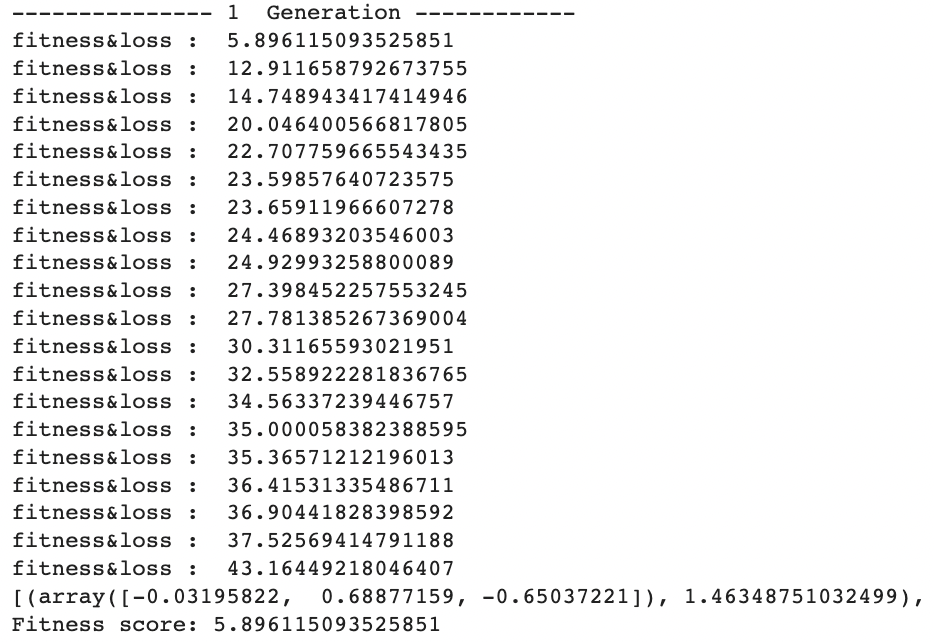 --------------- 1  Generation ------------
fitness&loss :  5.896115093525851
fitness&loss :  12.911658792673755
fitness&loss :  14.748943417414946
fitness&loss :  20.046400566817805
fitness&loss :  22.707759665543435
fitness&loss :  23.59857640723575
fitness&loss :  23.65911966607278
fitness&loss :  24.46893203546003
fitness&loss :  24.92993258800089
fitness&loss :  27.398452257553245
fitness&loss :  27.781385267369004
fitness&loss :  30.31165593021951
fitness&loss :  32.558922281836765
fitness&loss :  34.56337239446757
fitness&loss :  35.000058382388595
fitness&loss :  35.36571212196013
fitness&loss :  36.41531335486711
fitness&loss :  36.90441828398592
fitness&loss :  37.52569414791188
fitness&loss :  43.16449218046407
[(array([-0.03195822,  0.68877159, -0.65037221]), 1.46348751032499),
Fitness score: 5.896115093525851